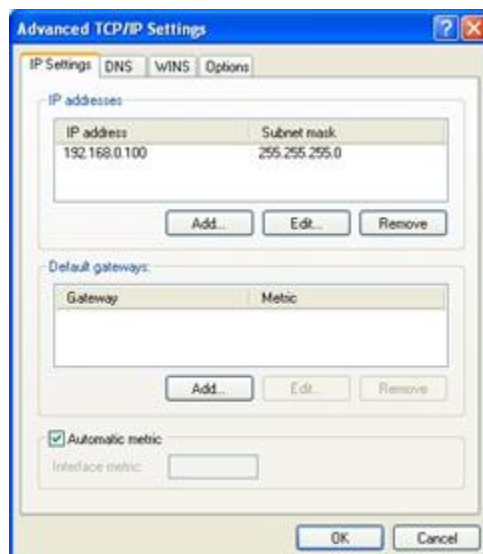 Advanced TCP/IP Settings
IP Settings DNS WINS Options
IP addresses
IP address Subnet mask
192.168.0.100 255.255.255.0
Add... Edit... Remove
Default gateways:
Gateway Metric
Add... Edit... Remove
Automatic metric
Interface metric:
OK Cancel